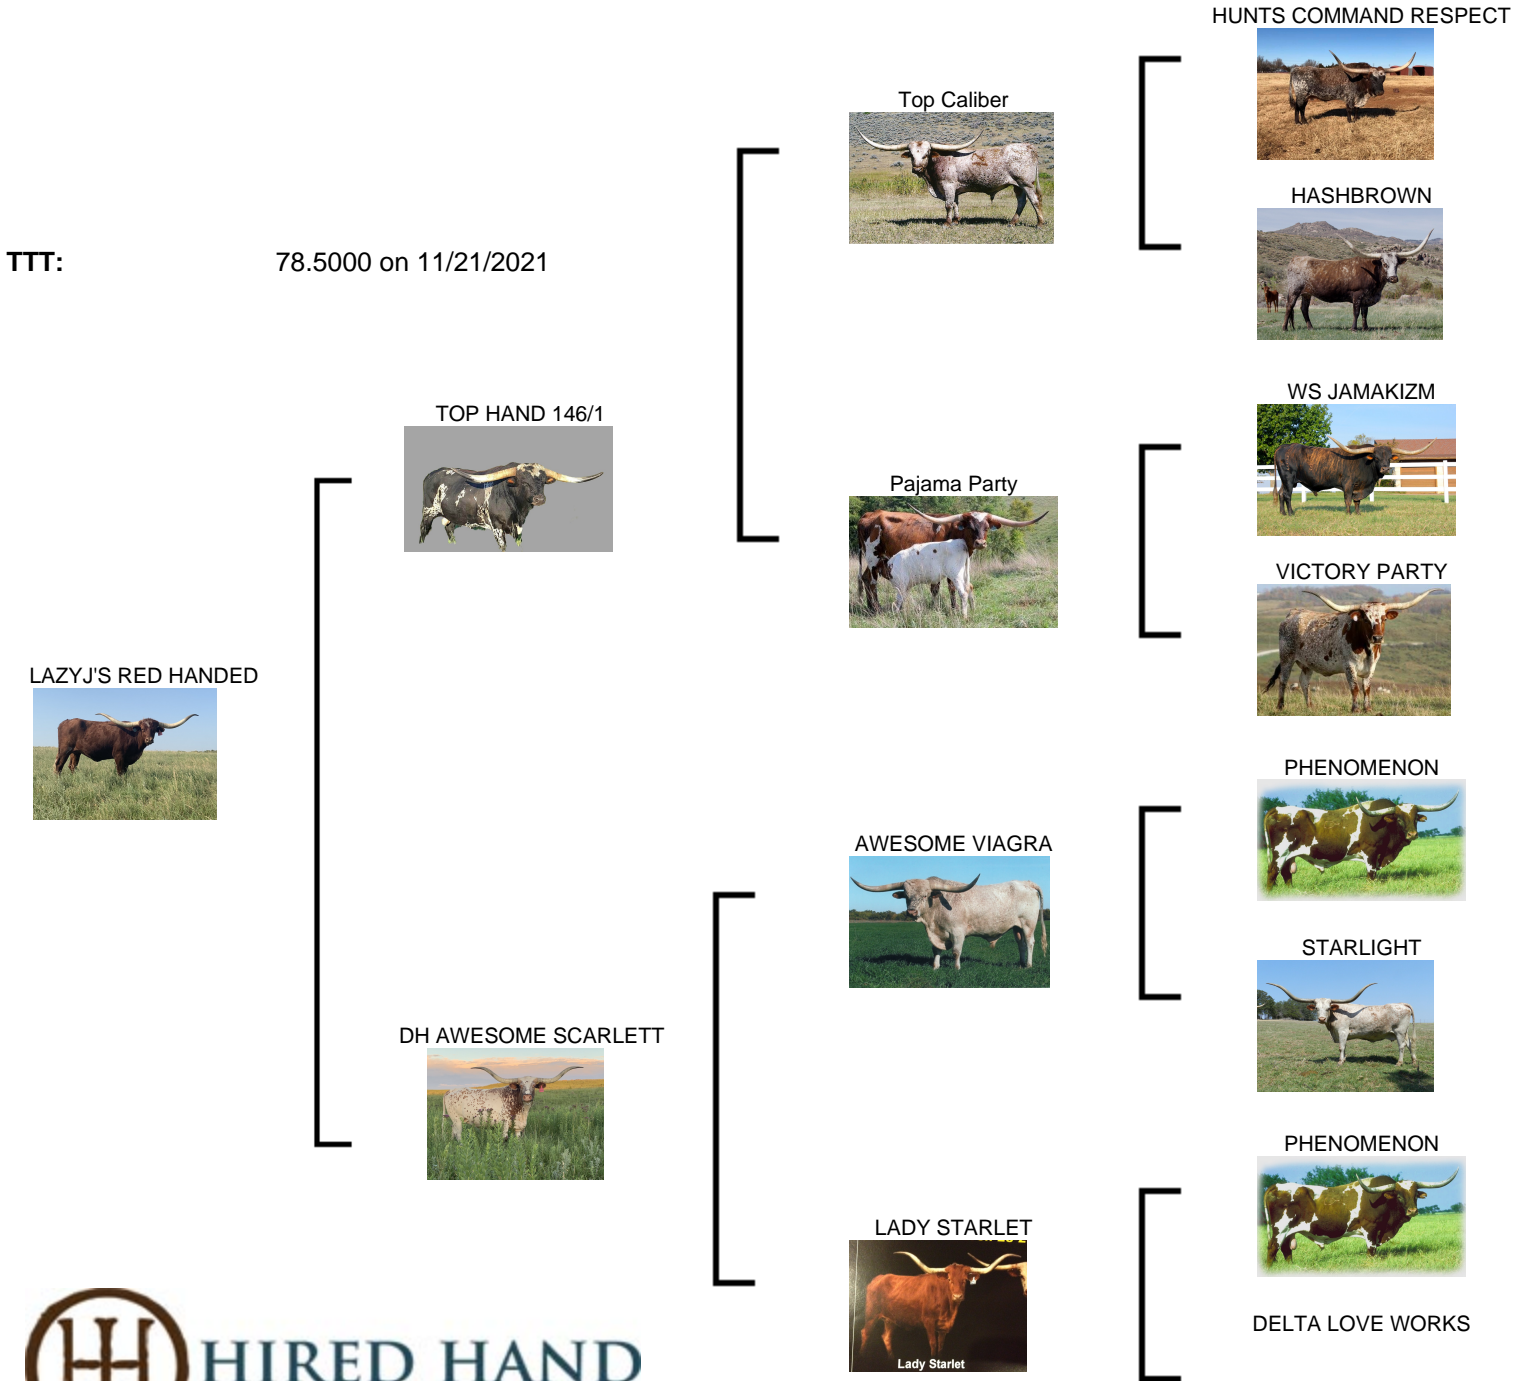 HUNTS COMMAND RESPECT
Top Caliber
HASHBROWN
TTT: 78.5000 on 11/21/2021
WS JAMAKIZM
TOP HAND 146/1
Pajama Party
VICTORY PARTY
LAZYJ'S RED HANDED
PHENOMENON
AWESOME VIAGRA
STARLIGHT
DH AWESOME SCARLETT
PHENOMENON
LADY STARLET
Lady Starlet
DELTA LOVE WORKS
HIRED HAND